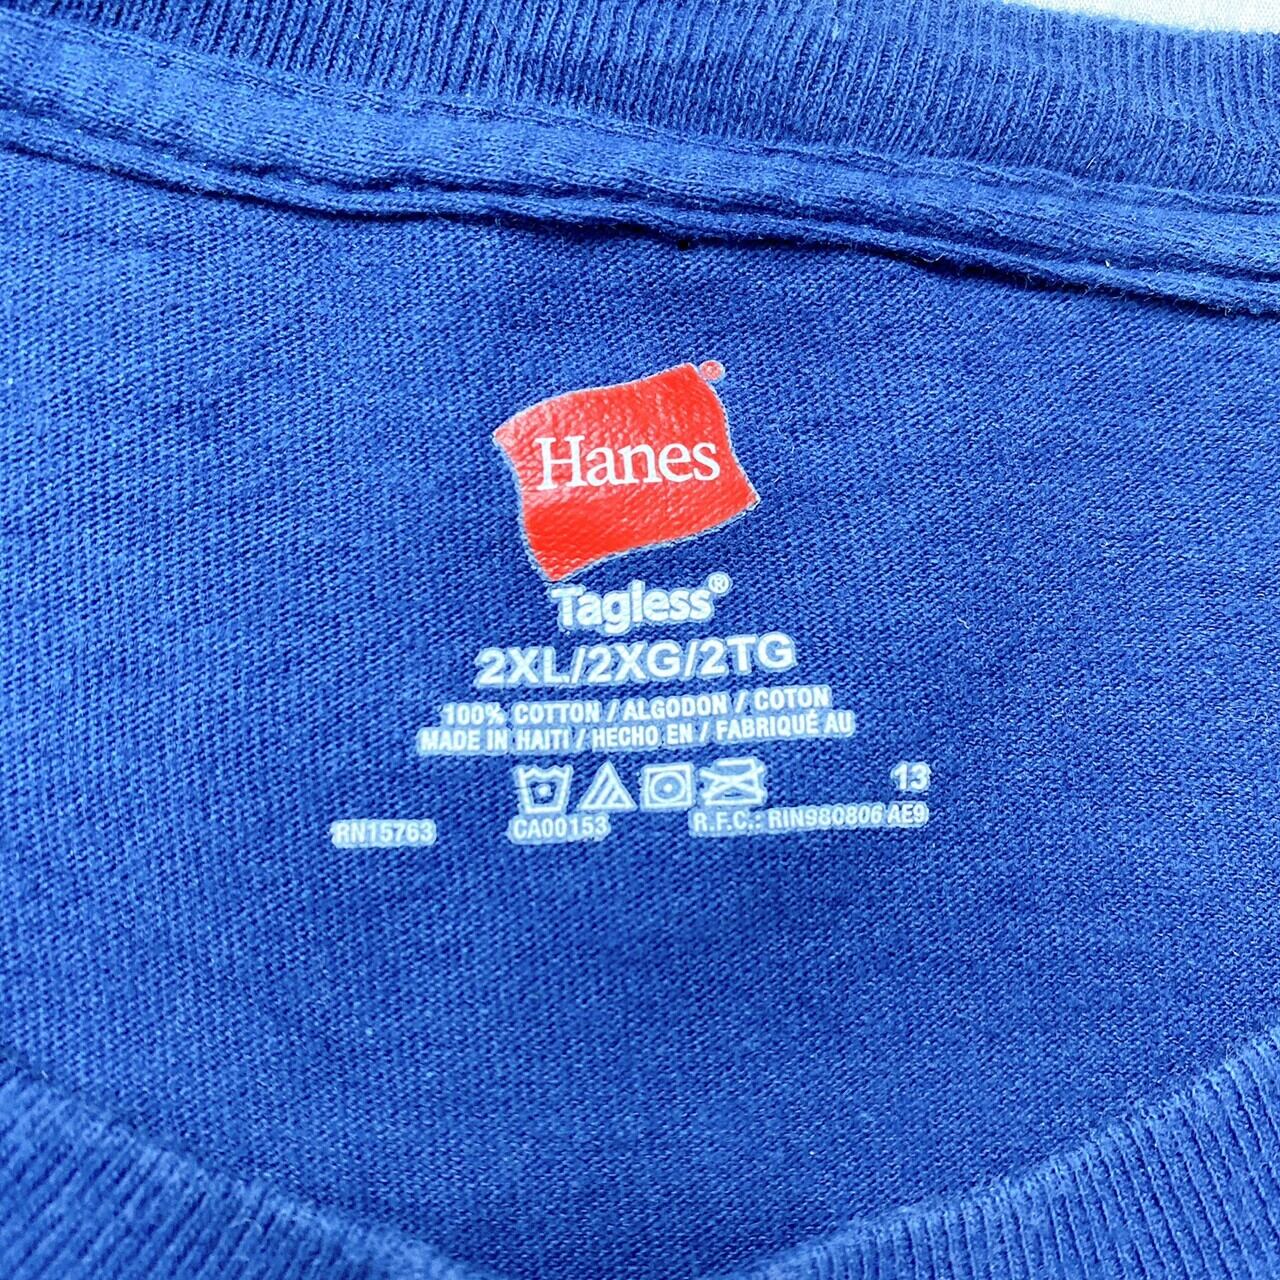 Hanes®
Tagless®
2XL/2XG/2TG
100% COTTON / ALGODON / COTON
MADE IN HAITI / HECHO EN / FABRIQUÉ AU
13
RN15763 CA00153 R.F.C.: RIN980806 AE9